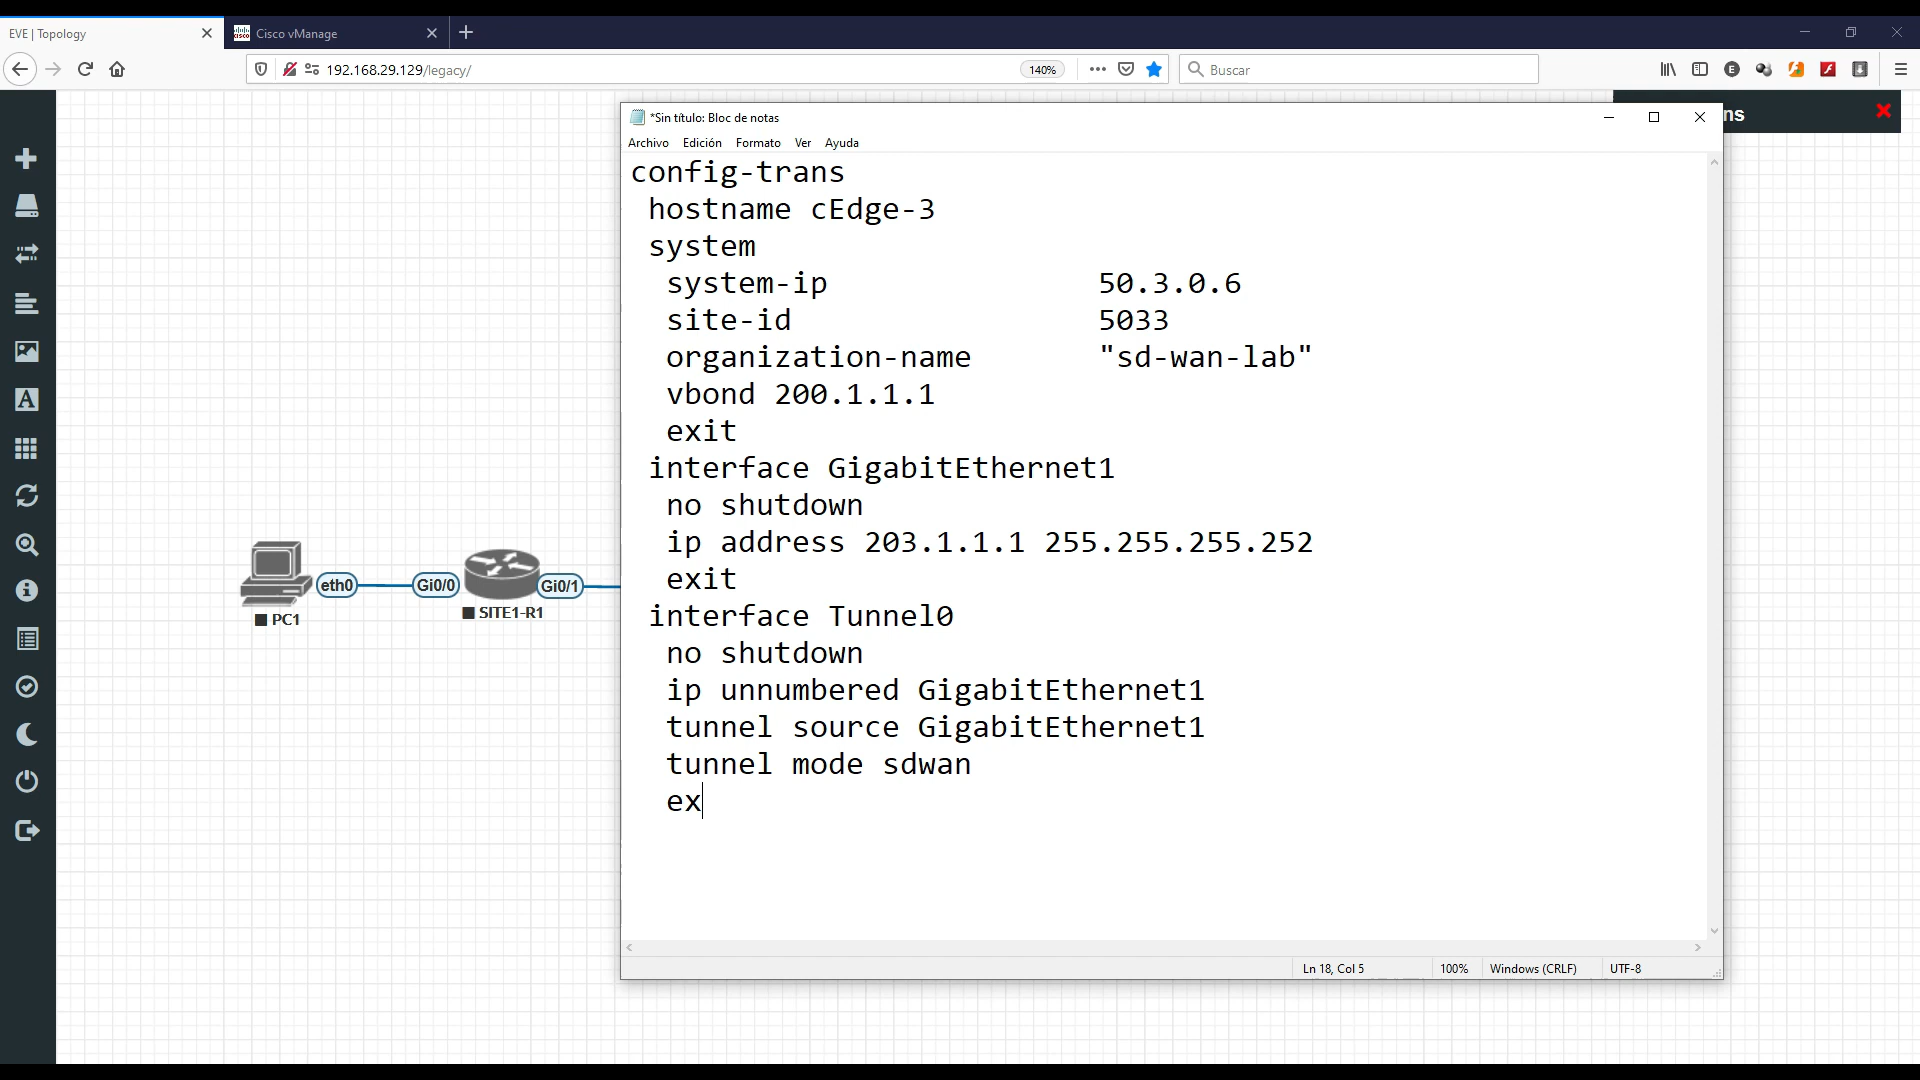 EVE | Topology
Cisco vManage
192.168.29.129/legacy/
140%
Buscar
ns
*Sin título: Bloc de notas
Archivo Edición Formato Ver Ayuda
config-trans
hostname cEdge-3
system
system-ip 50.3.0.6
site-id 5033
organization-name "sd-wan-lab"
vbond 200.1.1.1
exit
interface GigabitEthernet1
no shutdown
ip address 203.1.1.1 255.255.255.252
exit
interface Tunnel0
no shutdown
ip unnumbered GigabitEthernet1
tunnel source GigabitEthernet1
tunnel mode sdwan
ex
eth0 Gi0/0 Gi0/1
PC1 SITE1-R1
Ln 18, Col 5 100% Windows (CRLF) UTF-8